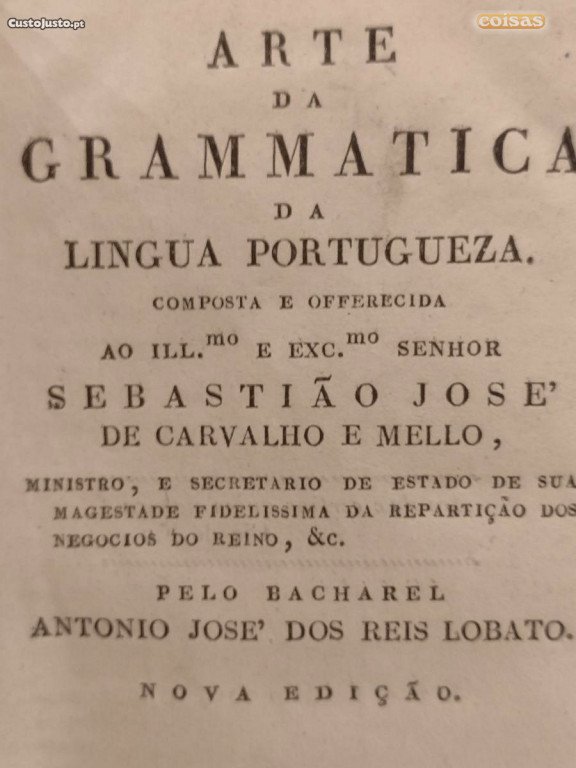 CustoJusto.pt
coisas
ARTE
DA
GRAMMATICA
DA
LINGUA PORTUGUEZA.
COMPOSTA E OFFERECIDA
AO ILL.mo E EXC.mo SENHOR
SEBASTIÃO JOSE'
DE CARVALHO E MELLO,
MINISTRO, E SECRETARIO DE ESTADO DE SUA
MAGESTADE FIDELISSIMA DA REPARTIÇÃO DOS
NEGOCIOS DO REINO, &c.
PELO BACHAREL
ANTONIO JOSE' DOS REIS LOBATO.
NOVA EDIÇÃO.